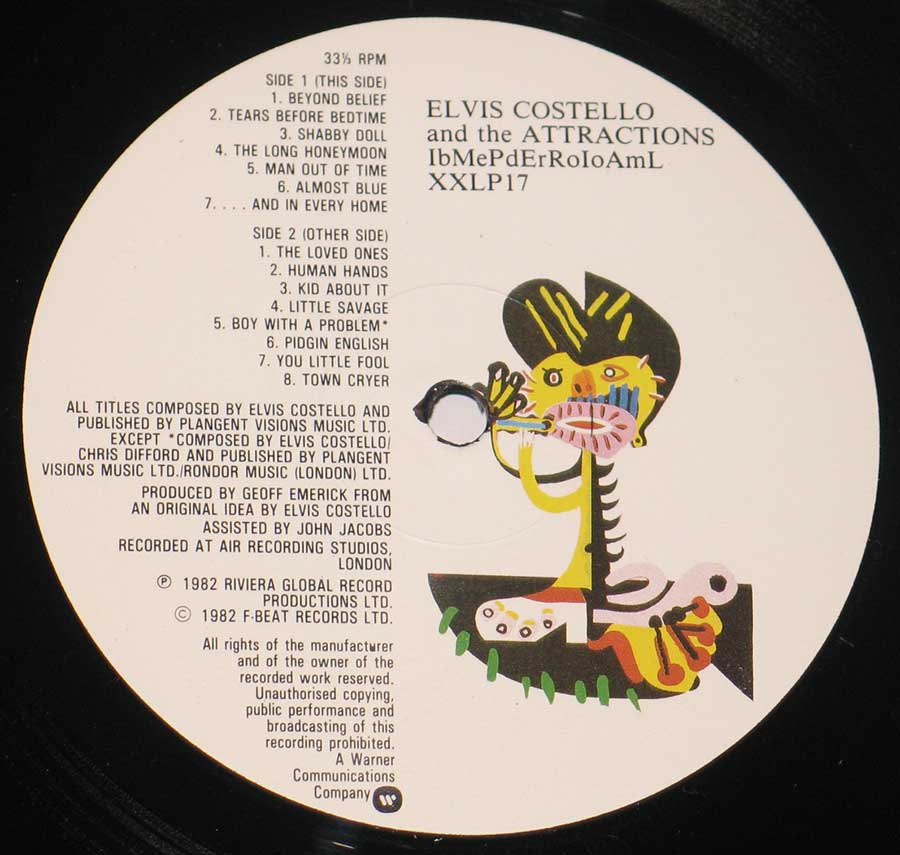 33⅓ RPM
SIDE 1 (THIS SIDE)
1. BEYOND BELIEF
2. TEARS BEFORE BEDTIME
3. SHABBY DOLL
4. THE LONG HONEYMOON
5. MAN OUT OF TIME
6. ALMOST BLUE
7. . . . AND IN EVERY HOME
SIDE 2 (OTHER SIDE)
1. THE LOVED ONES
2. HUMAN HANDS
3. KID ABOUT IT
4. LITTLE SAVAGE
5. BOY WITH A PROBLEM*
6. PIDGIN ENGLISH
7. YOU LITTLE FOOL
8. TOWN CRYER
ALL TITLES COMPOSED BY ELVIS COSTELLO AND
PUBLISHED BY PLANGENT VISIONS MUSIC LTD.
EXCEPT *COMPOSED BY ELVIS COSTELLO/
CHRIS DIFFORD AND PUBLISHED BY PLANGENT
VISIONS MUSIC LTD./RONDOR MUSIC (LONDON) LTD.
PRODUCED BY GEOFF EMERICK FROM
AN ORIGINAL IDEA BY ELVIS COSTELLO
ASSISTED BY JOHN JACOBS
RECORDED AT AIR RECORDING STUDIOS,
LONDON
℗ 1982 RIVIERA GLOBAL RECORD
PRODUCTIONS LTD.
© 1982 F-BEAT RECORDS LTD.
All rights of the manufacturer
and of the owner of the
recorded work reserved.
Unauthorised copying,
public performance and
broadcasting of this
recording prohibited.
A Warner
Communications
Company
ELVIS COSTELLO
and the ATTRACTIONS
IbMePdErRoIoAmL
XXLP17